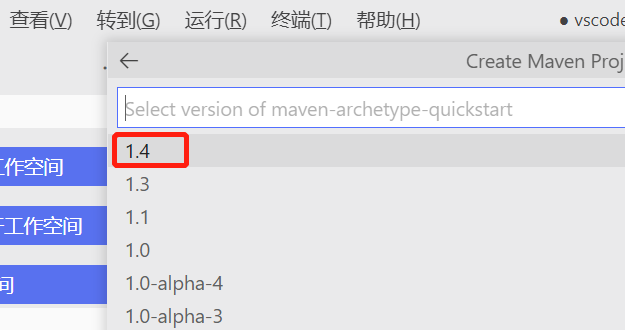 查看(V) 转到(G) 运行(R) 终端(T) 帮助(H) ● vscode
← Create Maven Proj
Select version of maven-archetype-quickstart
1.4
工作空间
1.3
1.1
工作空间
1.0
间
1.0-alpha-4
1.0-alpha-3